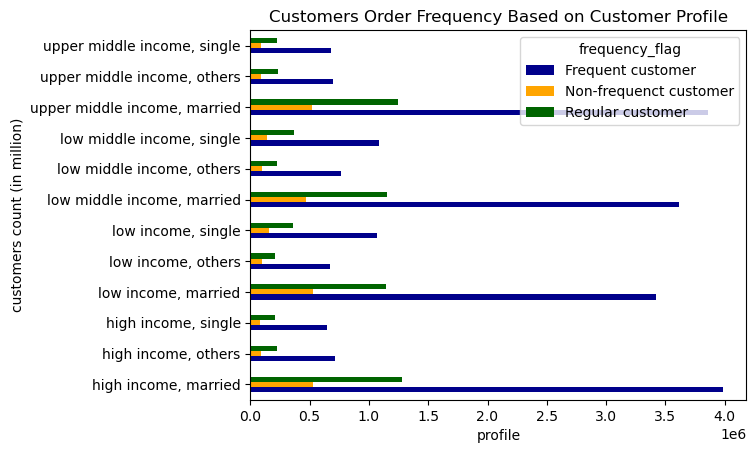 Customers Order Frequency Based on Customer Profile
frequency_flag
Frequent customer
Non-frequenct customer
Regular customer
customers count (in million)
upper middle income, single
upper middle income, others
upper middle income, married
low middle income, single
low middle income, others
low middle income, married
low income, single
low income, others
low income, married
high income, single
high income, others
high income, married
0.0 0.5 1.0 1.5 2.0 2.5 3.0 3.5 4.0
1e6
profile